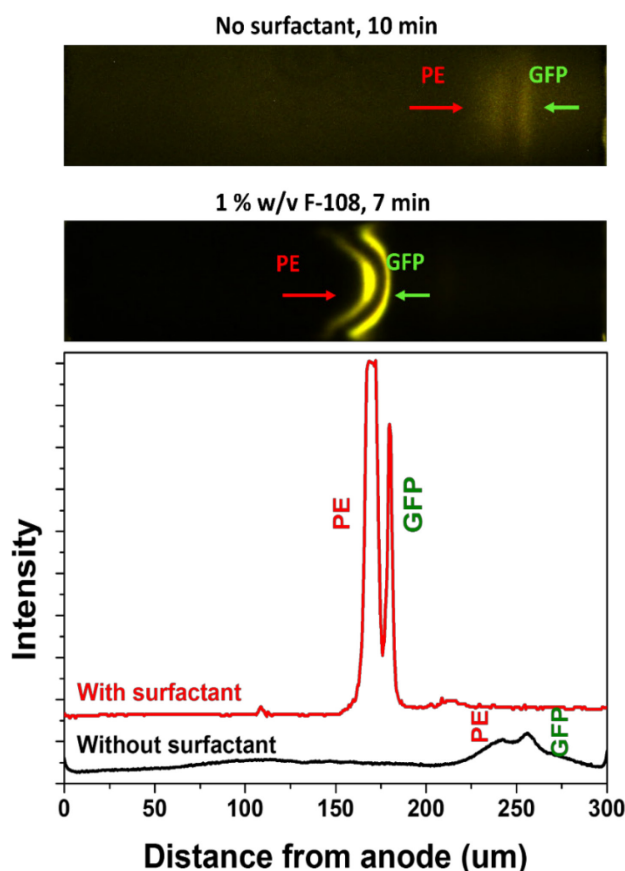 No surfactant, 10 min
PE
GFP
1 % w/v F-108, 7 min
PE
GFP
Intensity
PE
GFP
With surfactant
PE
GFP
Without surfactant
0 50 100 150 200 250 300
Distance from anode (um)